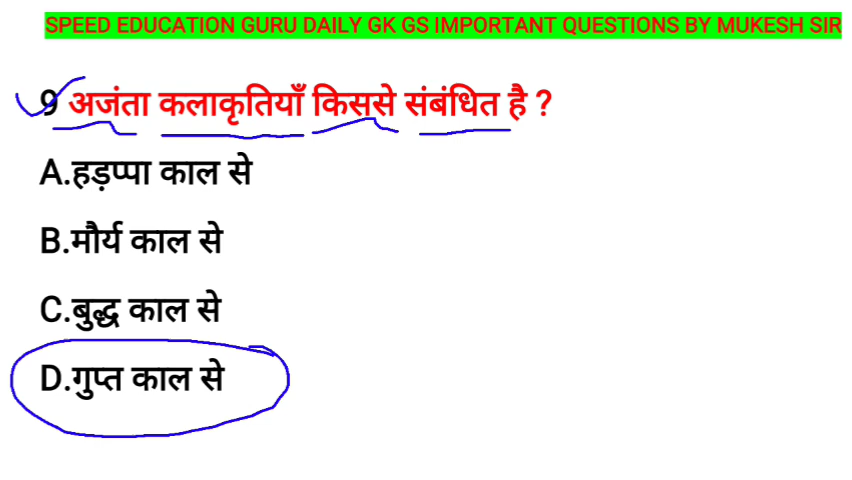 SPEED EDUCATION GURU DAILY GK GS IMPORTANT QUESTIONS BY MUKESH SIR
9 अजंता कलाकृतियाँ किससे संबंधित है ?
A.हड़प्पा काल से
B.मौर्य काल से
C.बुद्ध काल से
D.गुप्त काल से